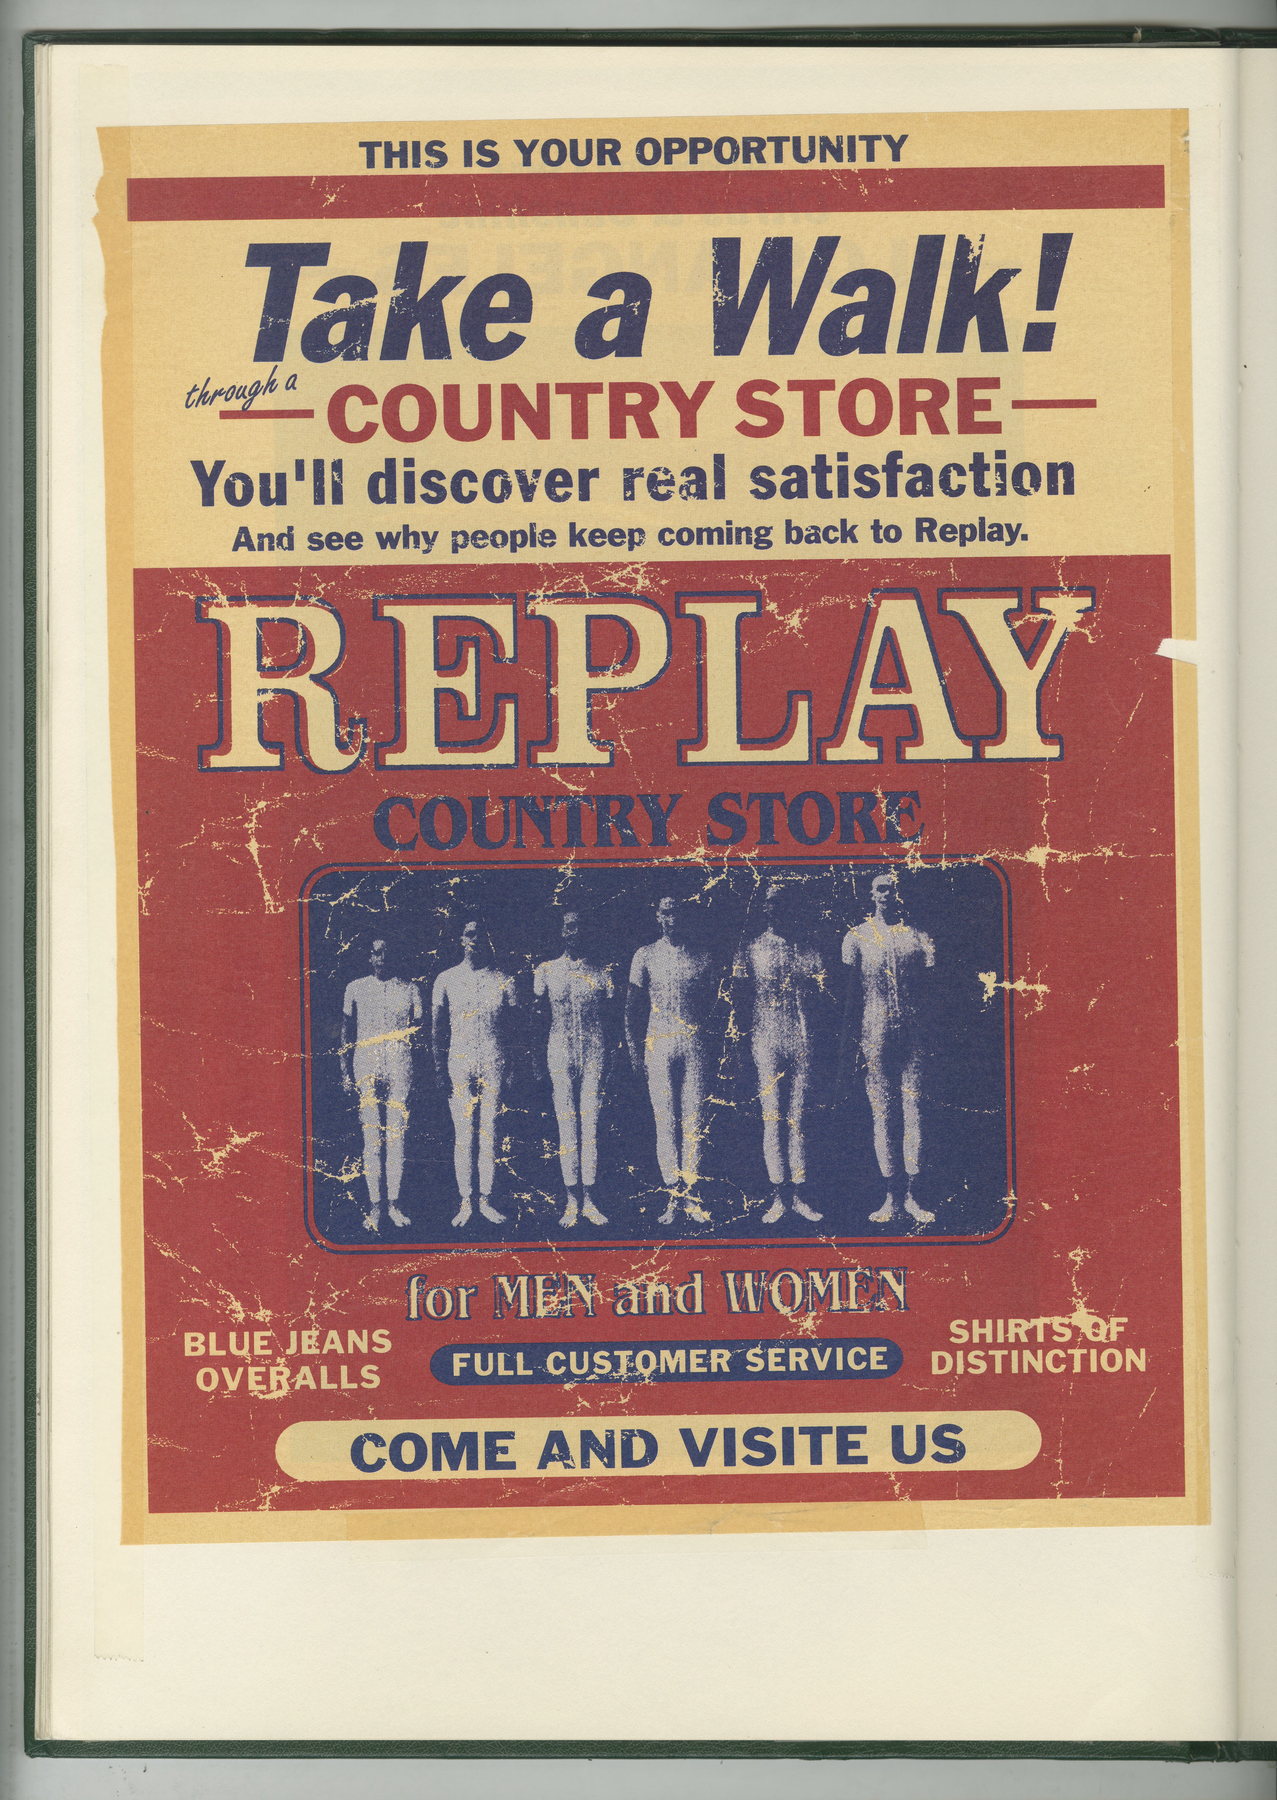 THIS IS YOUR OPPORTUNITY
Take a Walk!
through a
COUNTRY STORE
You'll discover real satisfaction
And see why people keep coming back to Replay.
REPLAY
COUNTRY STORE
for MEN and WOMEN
BLUE JEANS
OVERALLS
FULL CUSTOMER SERVICE
SHIRTS OF
DISTINCTION
COME AND VISITE US